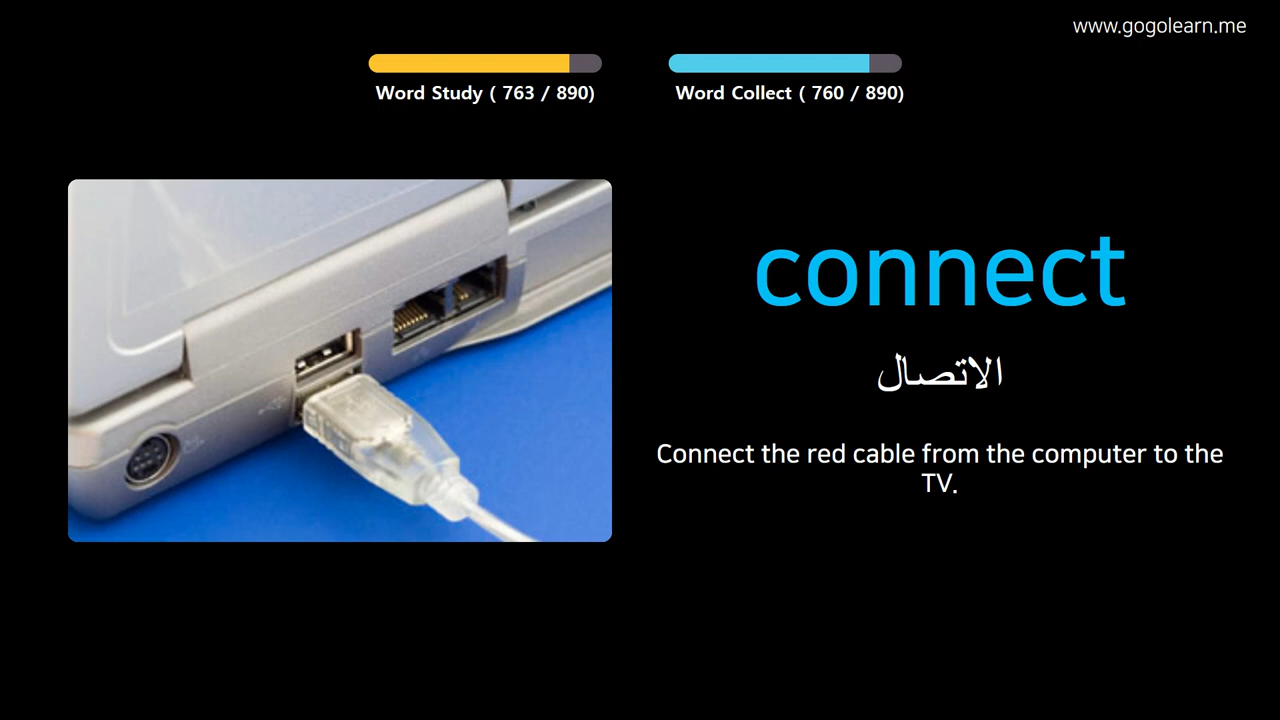 www.gogolearn.me
Word Study ( 763 / 890)
Word Collect ( 760 / 890)
connect
الاتصال
Connect the red cable from the computer to the
TV.